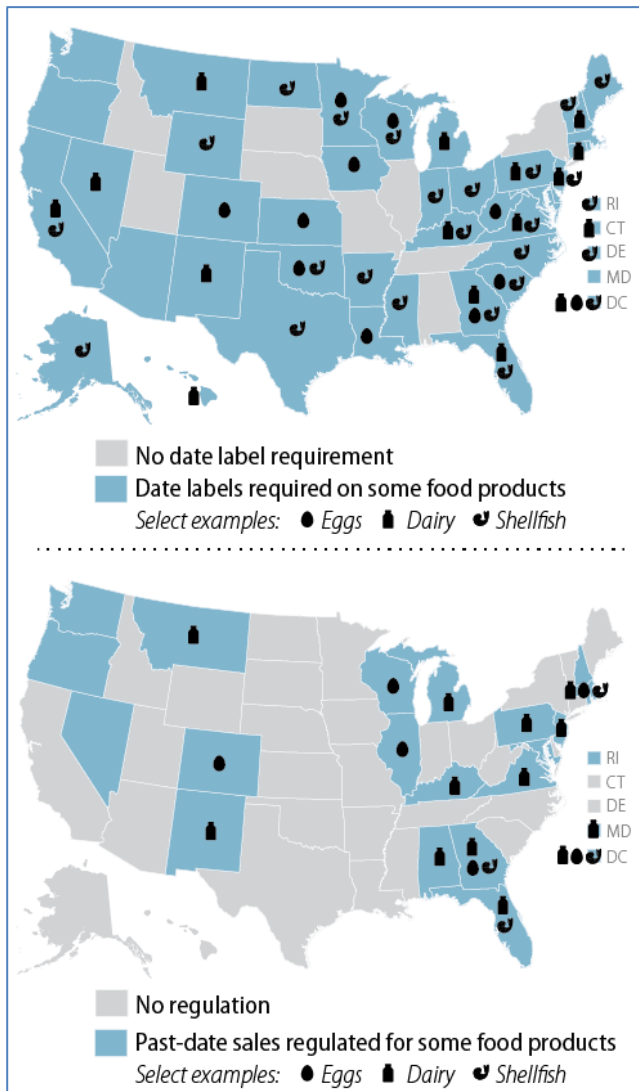 RI
CT
DE
MD
DC
No date label requirement
Date labels required on some food products
Select examples: Eggs Dairy Shellfish
RI
CT
DE
MD
DC
No regulation
Past-date sales regulated for some food products
Select examples: Eggs Dairy Shellfish